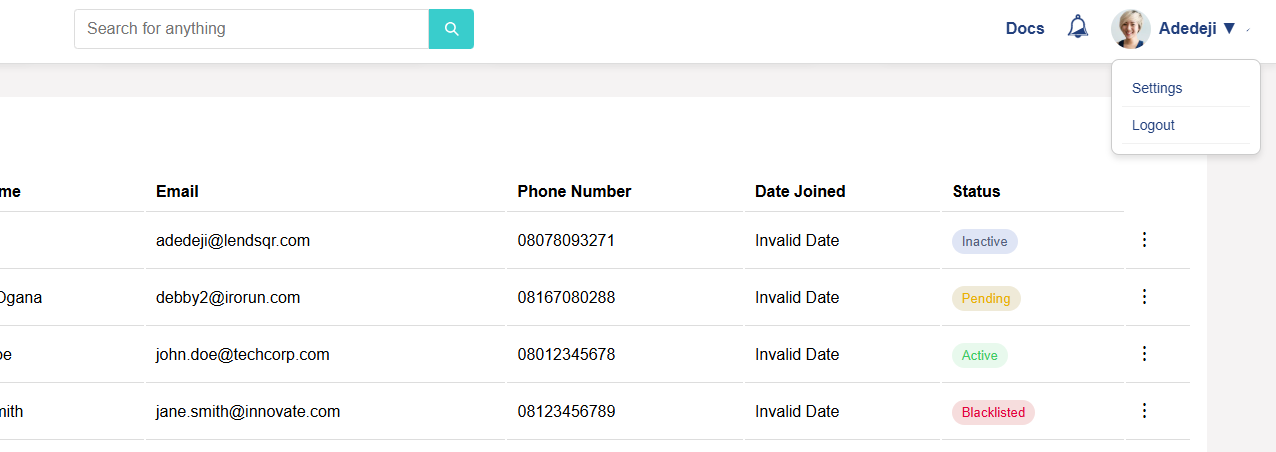 Search for anything
Docs
Adedeji ▼
Settings
Logout
me Email Phone Number Date Joined Status
adedeji@lendsqr.com 08078093271 Invalid Date Inactive
Ogana debby2@irorun.com 08167080288 Invalid Date Pending
oe john.doe@techcorp.com 08012345678 Invalid Date Active
mith jane.smith@innovate.com 08123456789 Invalid Date Blacklisted